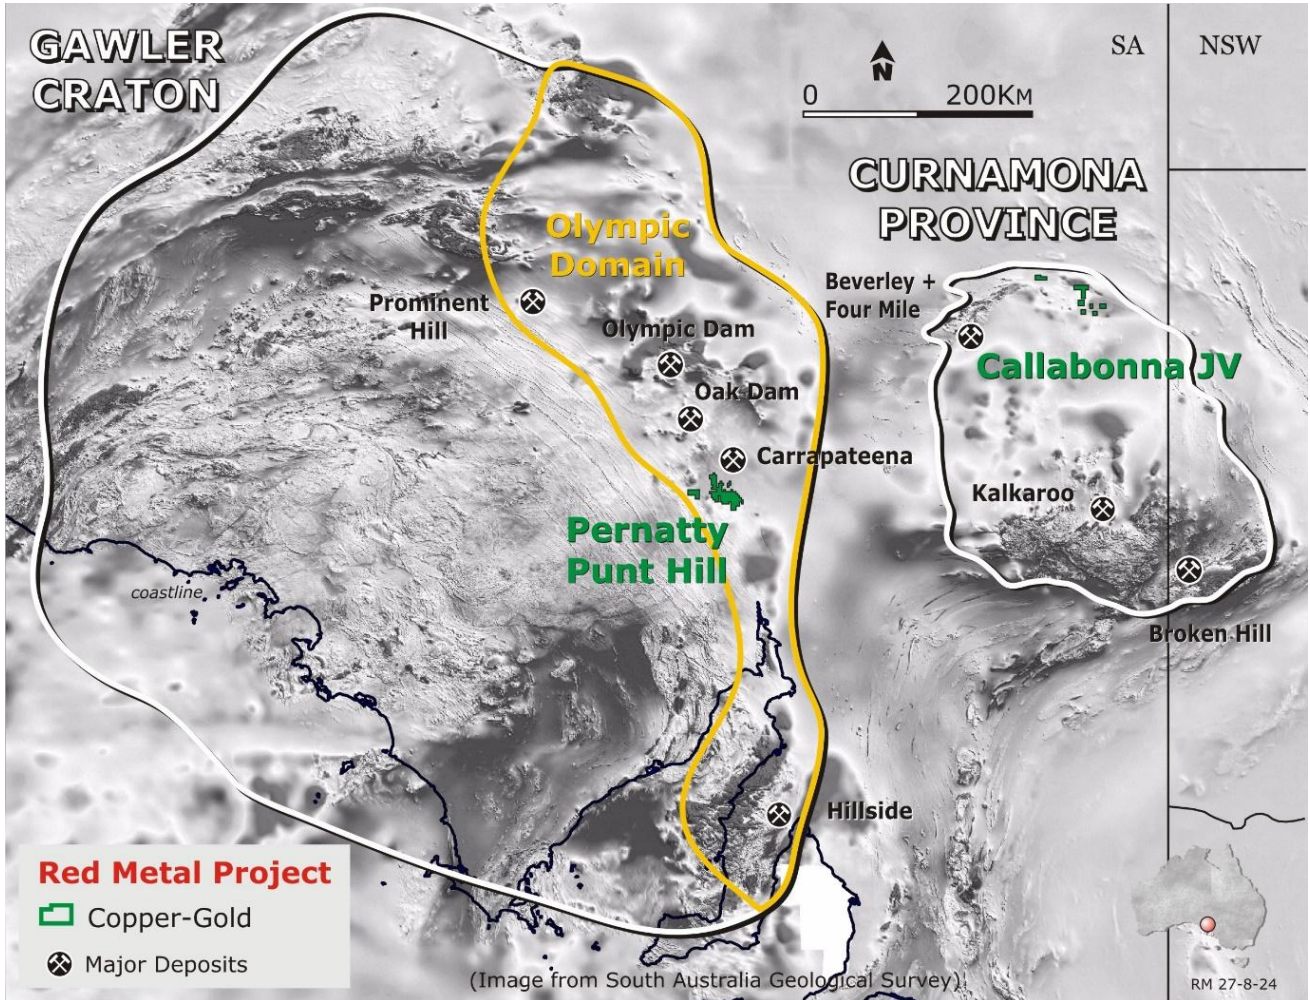 GAWLER
CRATON
N
0 200KM
SA
NSW
CURNAMONA
PROVINCE
Olympic
Domain
Prominent
Hill
Olympic Dam
Oak Dam
Carrapateena
Pernatty
Punt Hill
Beverley +
Four Mile
Callabonna JV
Kalkaroo
Broken Hill
coastline
Hillside
Red Metal Project
Copper-Gold
Major Deposits
(Image from South Australia Geological Survey)
RM 27-8-24